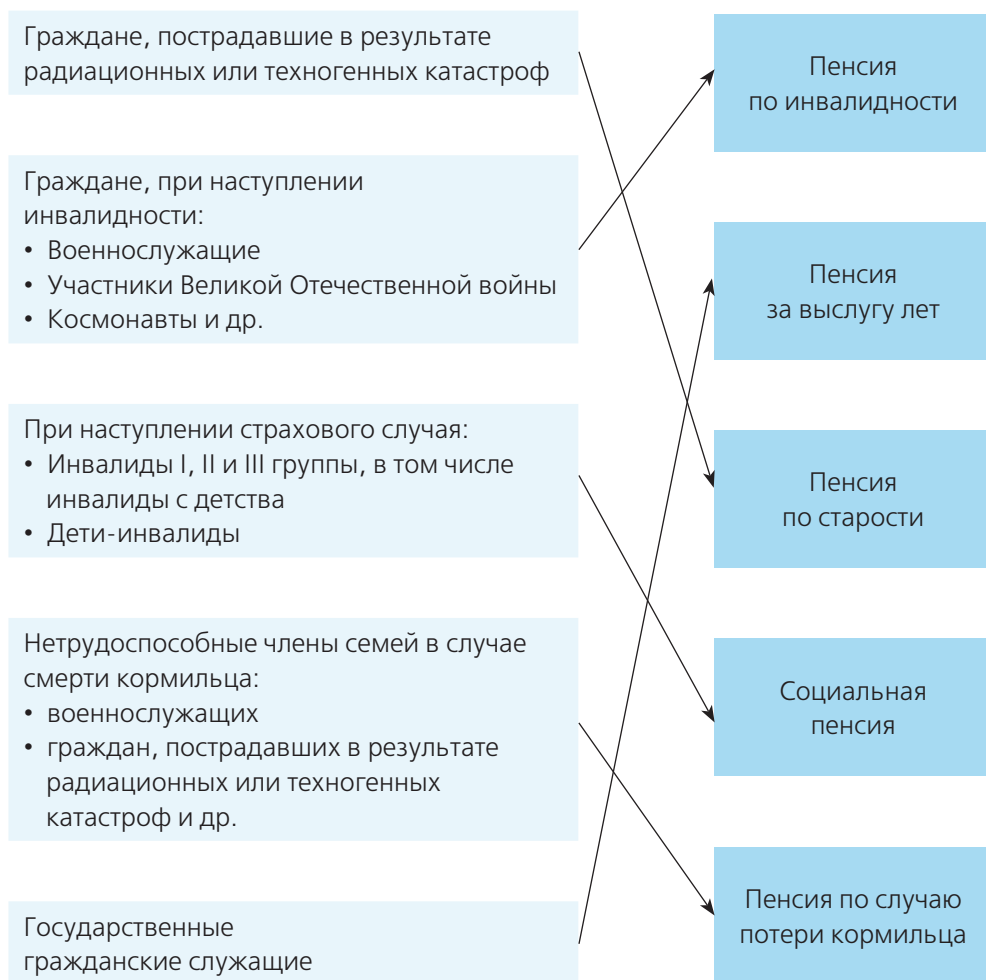 Граждане, пострадавшие в результате
радиационных или техногенных катастроф
Граждане, при наступлении
инвалидности:
• Военнослужащие
• Участники Великой Отечественной войны
• Космонавты и др.
При наступлении страхового случая:
• Инвалиды I, II и III группы, в том числе
инвалиды с детства
• Дети-инвалиды
Нетрудоспособные члены семей в случае
смерти кормильца:
• военнослужащих
• граждан, пострадавших в результате
радиационных или техногенных
катастроф и др.
Государственные
гражданские служащие
Пенсия
по инвалидности
Пенсия
за выслугу лет
Пенсия
по старости
Социальная
пенсия
Пенсия по случаю
потери кормильца